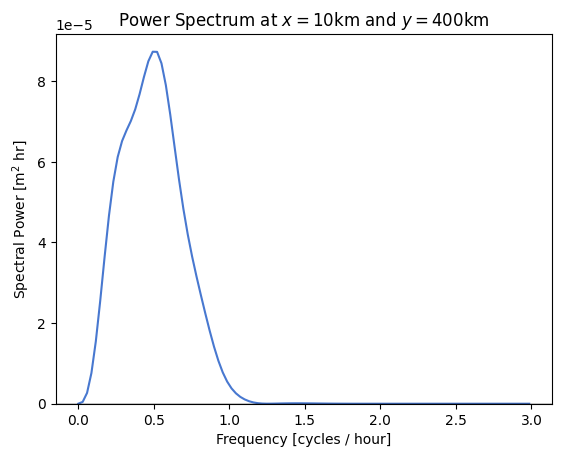 Power Spectrum at x = 10km and y = 400km
1e−5
8
6
4
2
0
Spectral Power [m² hr]
0.0 0.5 1.0 1.5 2.0 2.5 3.0
Frequency [cycles / hour]